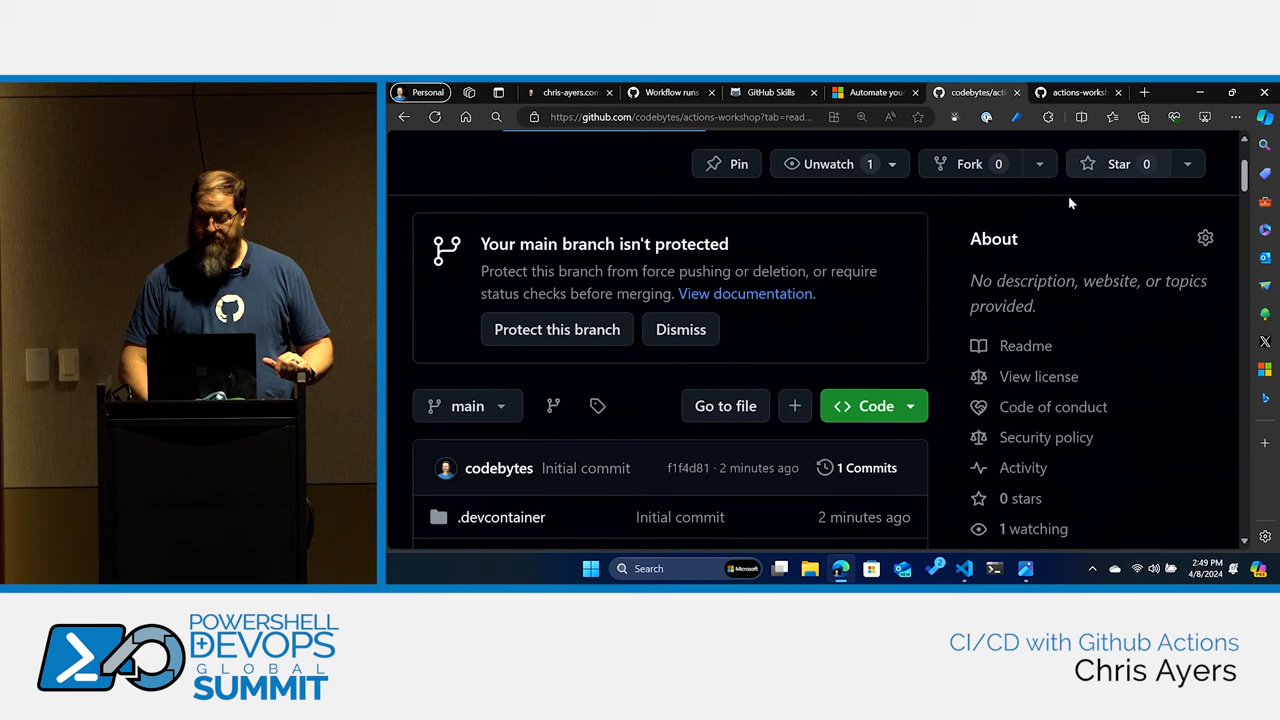 Personal
chris-ayers.com
Workflow runs
GitHub Skills
Automate your
codebytes/acti
actions-worksh
https://github.com/codebytes/actions-workshop?tab=read...
Pin
Unwatch 1
Fork 0
Star 0
Your main branch isn't protected
Protect this branch from force pushing or deletion, or require
status checks before merging. View documentation.
Protect this branch
Dismiss
About
No description, website, or topics
provided.
Readme
View license
Code of conduct
Security policy
Activity
0 stars
1 watching
main
Go to file
Code
codebytes Initial commit
f1f4d81 · 2 minutes ago
1 Commits
.devcontainer
Initial commit
2 minutes ago
Search
Microsoft
2:49 PM
4/8/2024
POWERSHELL
+DEVOPS
GLOBAL
SUMMIT
CI/CD with Github Actions
Chris Ayers